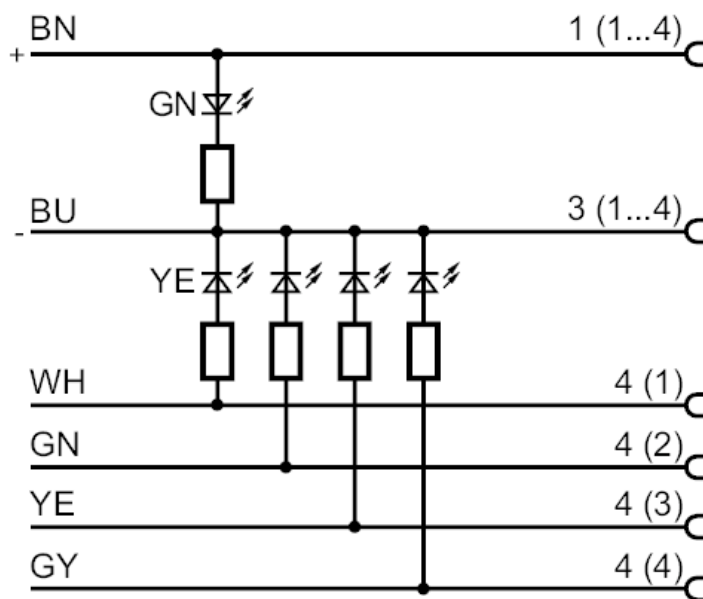 BN 1 (1...4)
+
GN
BU 3 (1...4)
-
YE
WH 4 (1)
GN 4 (2)
YE 4 (3)
GY 4 (4)